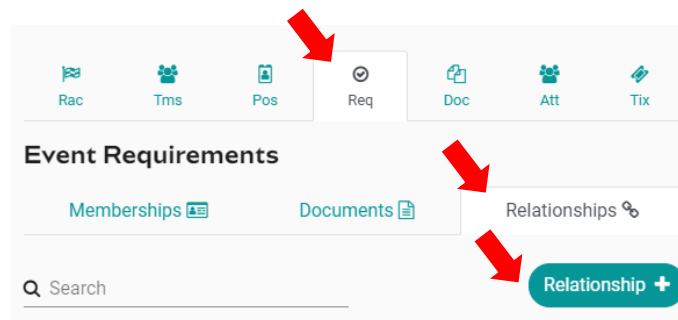 Rac Tms Pos Req Doc Att Tix
Event Requirements
Memberships Documents Relationships
Search Relationship +